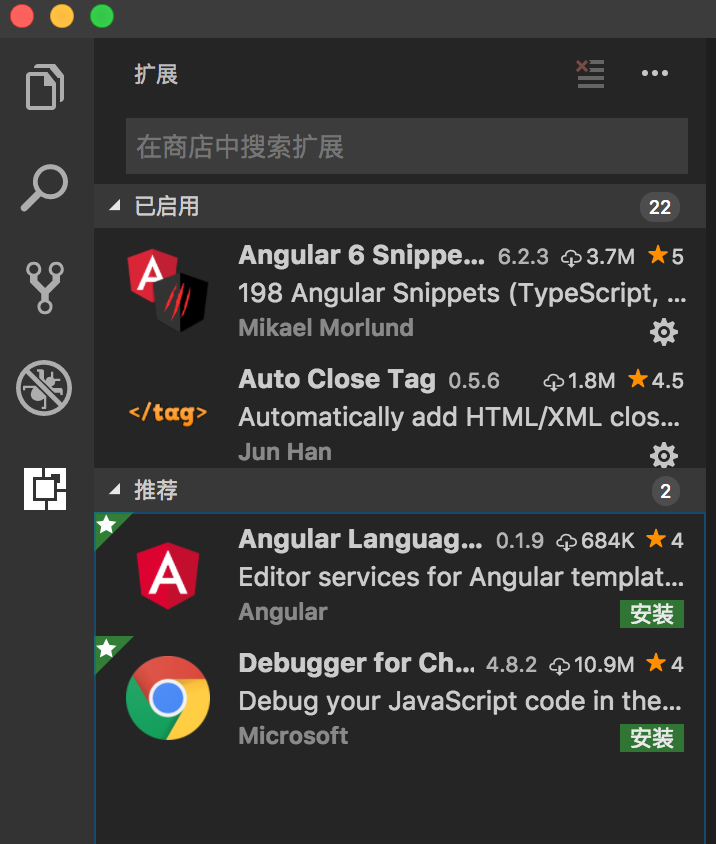 扩展
在商店中搜索扩展
已启用 22
Angular 6 Snippe... 6.2.3 3.7M 5
198 Angular Snippets (TypeScript, ...
Mikael Morlund
</tag>
Auto Close Tag 0.5.6 1.8M 4.5
Automatically add HTML/XML clos...
Jun Han
推荐 2
Angular Languag... 0.1.9 684K 4
Editor services for Angular templat...
Angular
安装
Debugger for Ch... 4.8.2 10.9M 4
Debug your JavaScript code in the...
Microsoft
安装